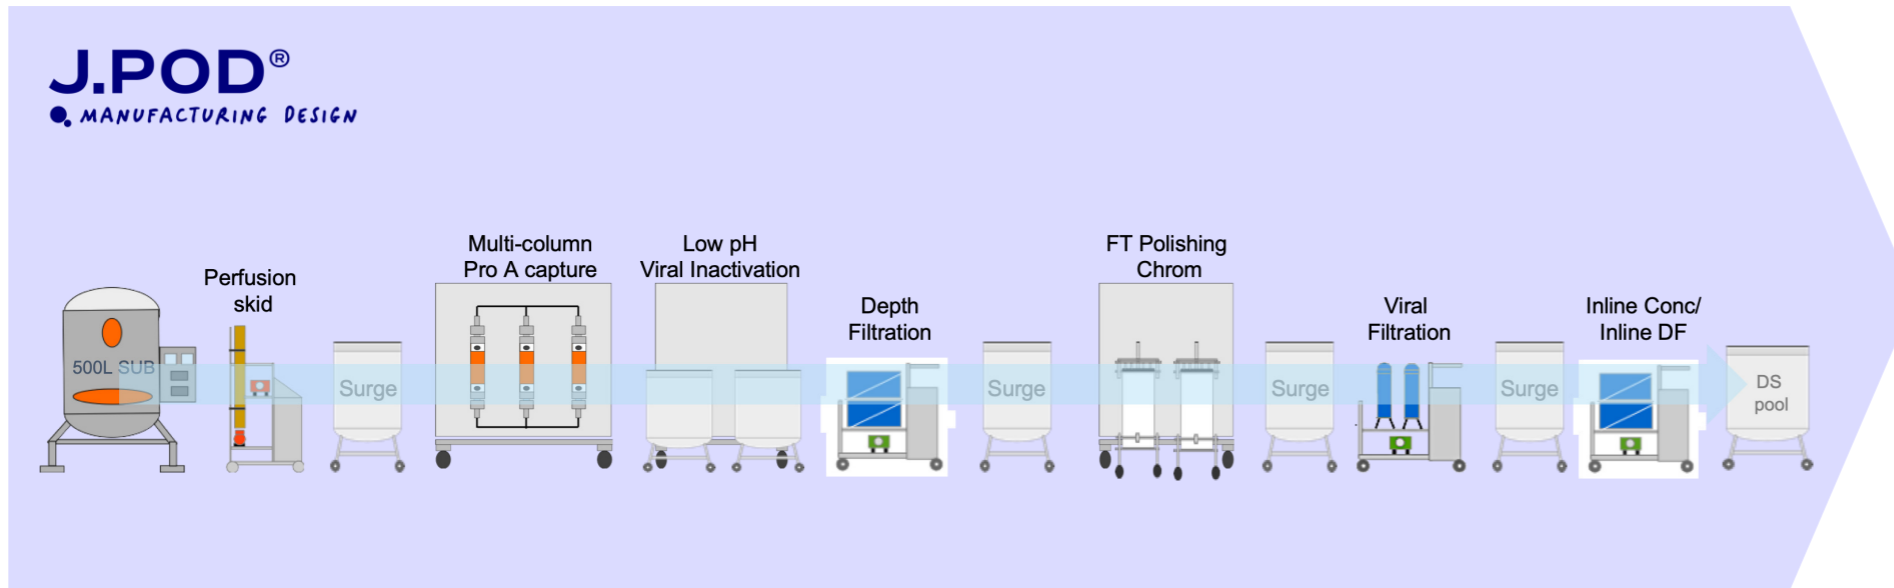 J.POD®
MANUFACTURING DESIGN
500L SUB
Perfusion
skid
Surge
Multi-column
Pro A capture
Low pH
Viral Inactivation
Depth
Filtration
Surge
FT Polishing
Chrom
Surge
Viral
Filtration
Surge
Inline Conc/
Inline DF
DS
pool